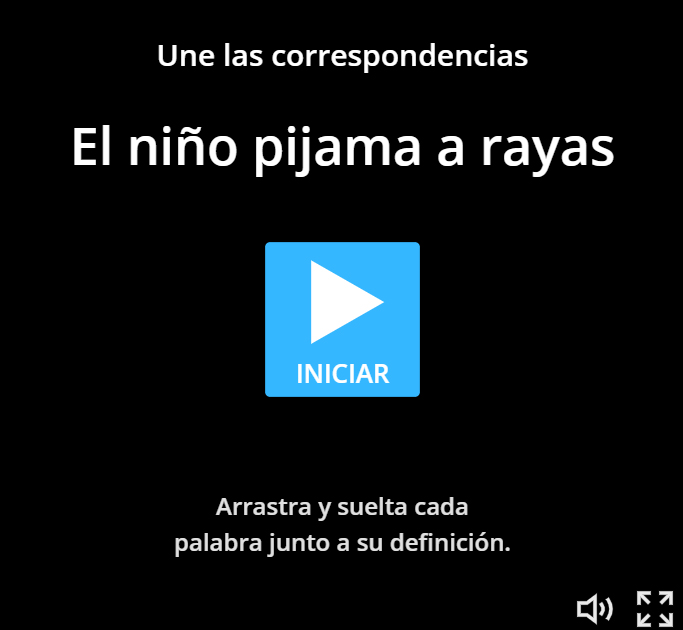 Une las correspondencias
El niño pijama a rayas
INICIAR
Arrastra y suelta cada
palabra junto a su definición.